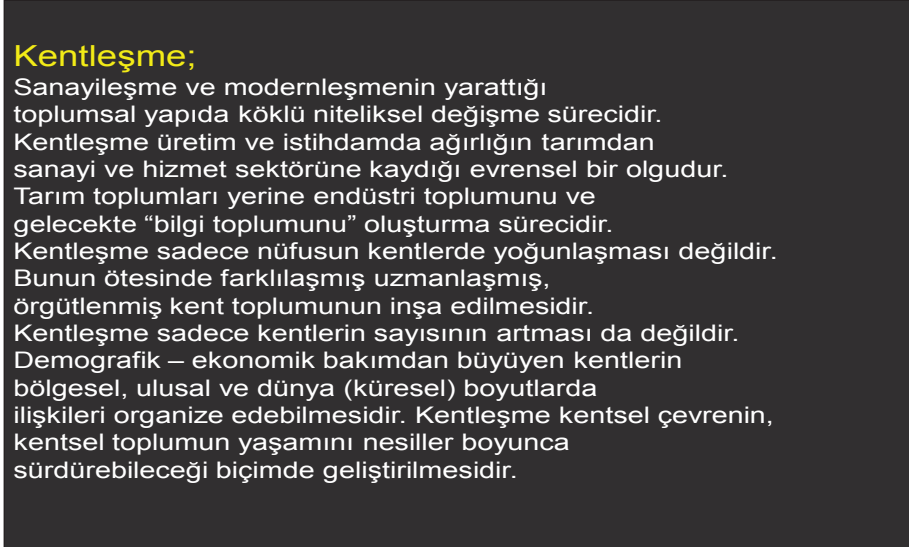 Kentleşme;
Sanayileşme ve modernleşmenin yarattığı
toplumsal yapıda köklü niteliksel değişme sürecidir.
Kentleşme üretim ve istihdamda ağırlığın tarımdan
sanayi ve hizmet sektörüne kaydığı evrensel bir olgudur.
Tarım toplumları yerine endüstri toplumunu ve
gelecekte “bilgi toplumunu” oluşturma sürecidir.
Kentleşme sadece nüfusun kentlerde yoğunlaşması değildir.
Bunun ötesinde farklılaşmış uzmanlaşmış,
örgütlenmiş kent toplumunun inşa edilmesidir.
Kentleşme sadece kentlerin sayısının artması da değildir.
Demografik – ekonomik bakımdan büyüyen kentlerin
bölgesel, ulusal ve dünya (küresel) boyutlarda
ilişkileri organize edebilmesidir. Kentleşme kentsel çevrenin,
kentsel toplumun yaşamını nesiller boyunca
sürdürebileceği biçimde geliştirilmesidir.